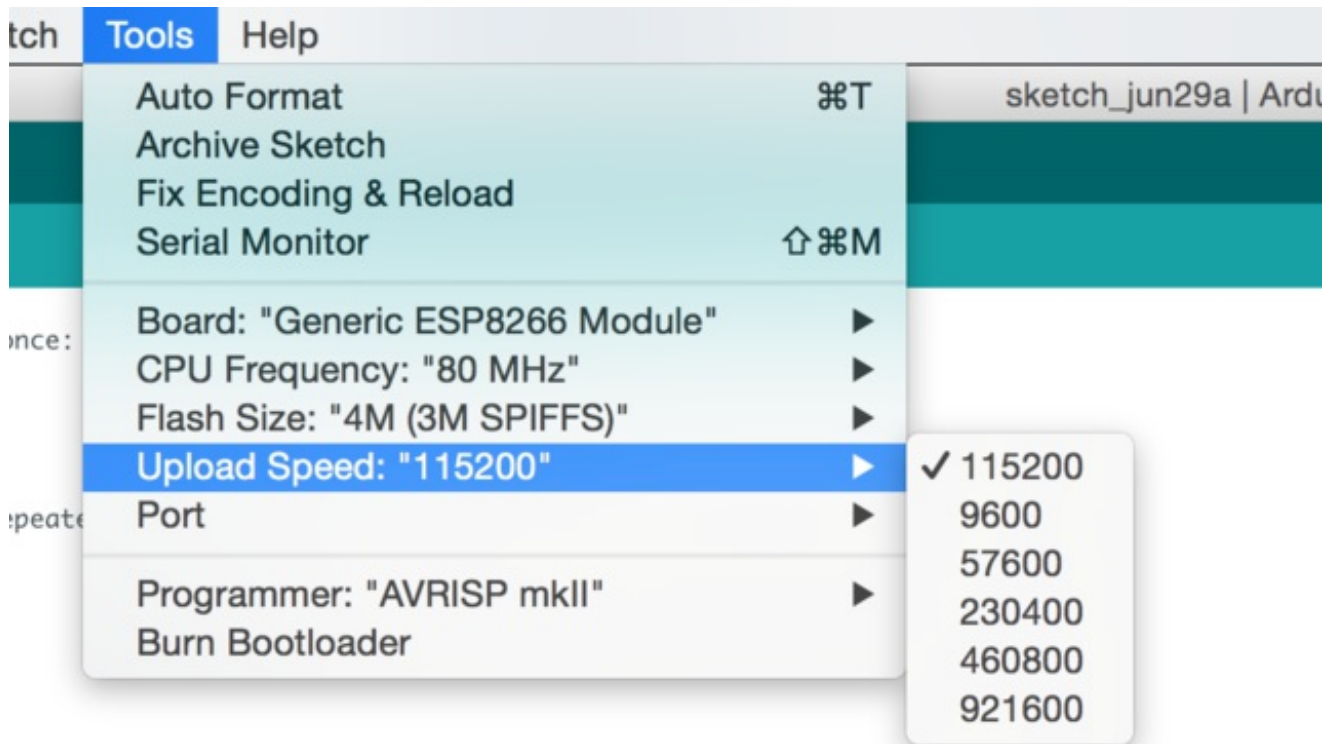 tch Tools Help
sketch_jun29a | Ardu
Auto Format ⌘T
Archive Sketch
Fix Encoding & Reload
Serial Monitor ⇧⌘M
once:
Board: "Generic ESP8266 Module" ▶
CPU Frequency: "80 MHz" ▶
Flash Size: "4M (3M SPIFFS)" ▶
Upload Speed: "115200" ▶
✓ 115200
9600
57600
230400
460800
921600
epeate
Port ▶
Programmer: "AVRISP mkII" ▶
Burn Bootloader